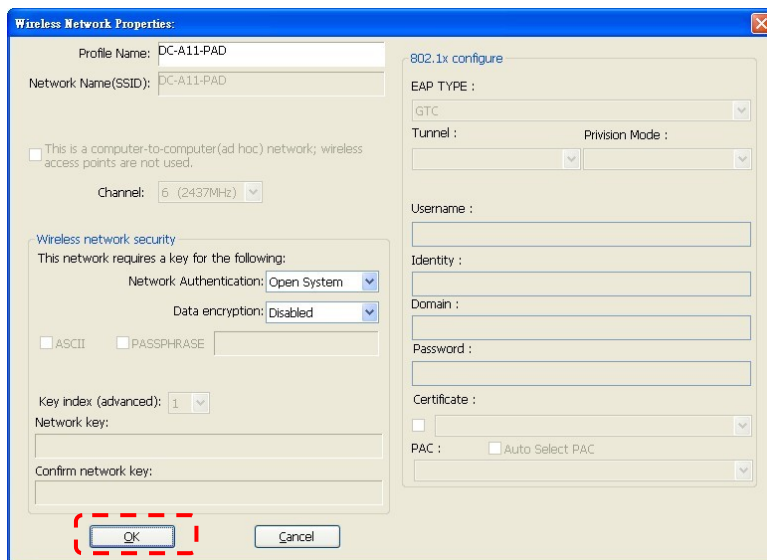 Wireless Network Properties:
Profile Name: DC-A11-PAD
Network Name(SSID): DC-A11-PAD
This is a computer-to-computer(ad hoc) network; wireless
access points are not used.
Channel: 6 (2437MHz)
Wireless network security
This network requires a key for the following:
Network Authentication: Open System
Data encryption: Disabled
ASCII PASSPHRASE
Key index (advanced): 1
Network key:
Confirm network key:
OK Cancel
802.1x configure
EAP TYPE :
GTC
Tunnel : Privision Mode :
Username :
Identity :
Domain :
Password :
Certificate :
PAC : Auto Select PAC